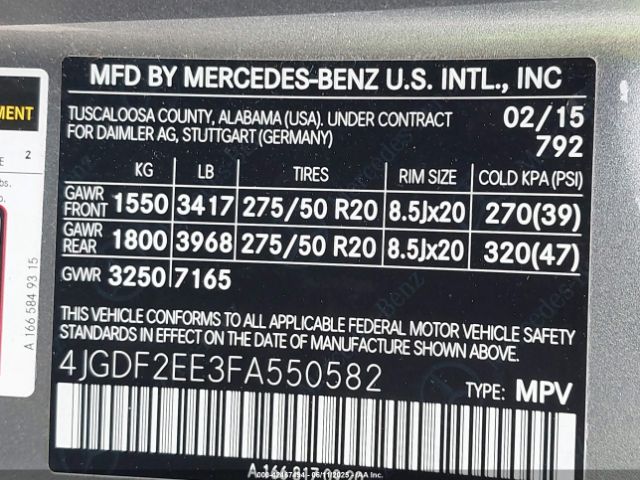 MFD BY MERCEDES-BENZ U.S. INTL., INC
TUSCALOOSA COUNTY, ALABAMA (USA). UNDER CONTRACT
FOR DAIMLER AG, STUTTGART (GERMANY)
02/15
792
KG LB TIRES RIM SIZE COLD KPA (PSI)
GAWR FRONT 1550 3417 275/50 R20 8.5Jx20 270(39)
GAWR REAR 1800 3968 275/50 R20 8.5Jx20 320(47)
GVWR 3250 7165
THIS VEHICLE CONFORMS TO ALL APPLICABLE FEDERAL MOTOR VEHICLE SAFETY
STANDARDS IN EFFECT ON THE DATE OF MANUFACTURE SHOWN ABOVE.
4JGDF2EE3FA550582
TYPE: MPV
A 166 584 93 15
MENT
2
lbs.
Mercedes-Benz